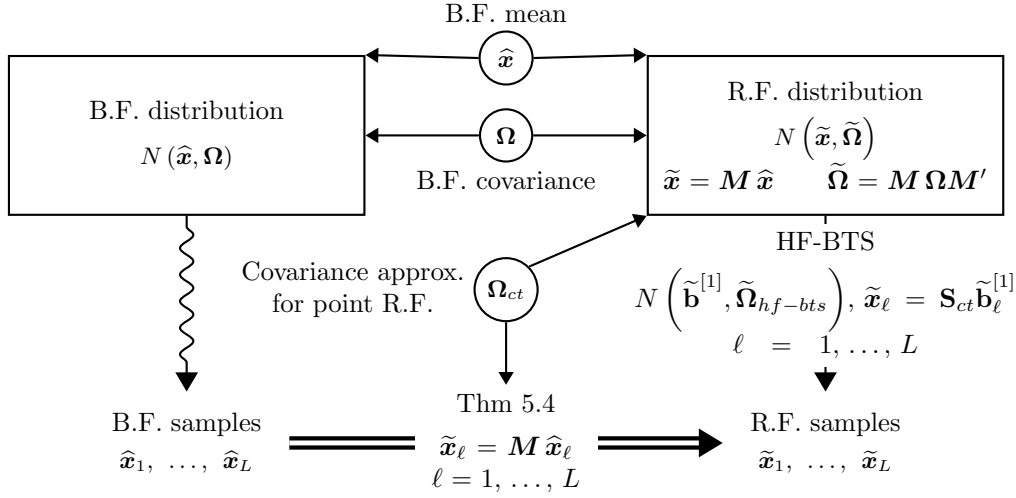 B.F. mean
x̂
B.F. distribution
N (x̂, Ω)
Ω
B.F. covariance
R.F. distribution
N (x̃, Ω̃)
x̃ = M x̂ Ω̃ = M ΩM′
Covariance approx.
for point R.F.
Ω_ct
HF-BTS
N (b̃^[1], Ω̃_hf−bts), x̃_ℓ = S_ct b̃_ℓ^[1]
ℓ = 1, …, L
B.F. samples
x̂_1, …, x̂_L
Thm 5.4
x̃_ℓ = M x̂_ℓ
ℓ = 1, …, L
R.F. samples
x̃_1, …, x̃_L